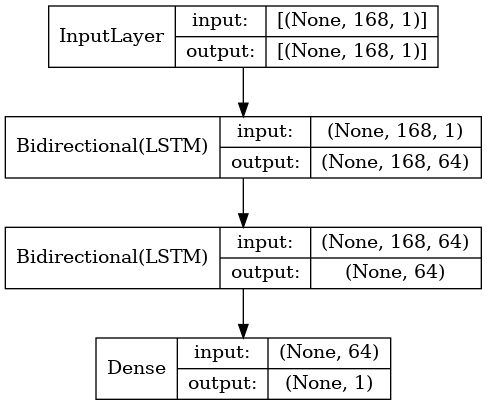 InputLayer input: [(None, 168, 1)]
output: [(None, 168, 1)]
Bidirectional(LSTM) input: (None, 168, 1)
output: (None, 168, 64)
Bidirectional(LSTM) input: (None, 168, 64)
output: (None, 64)
Dense input: (None, 64)
output: (None, 1)